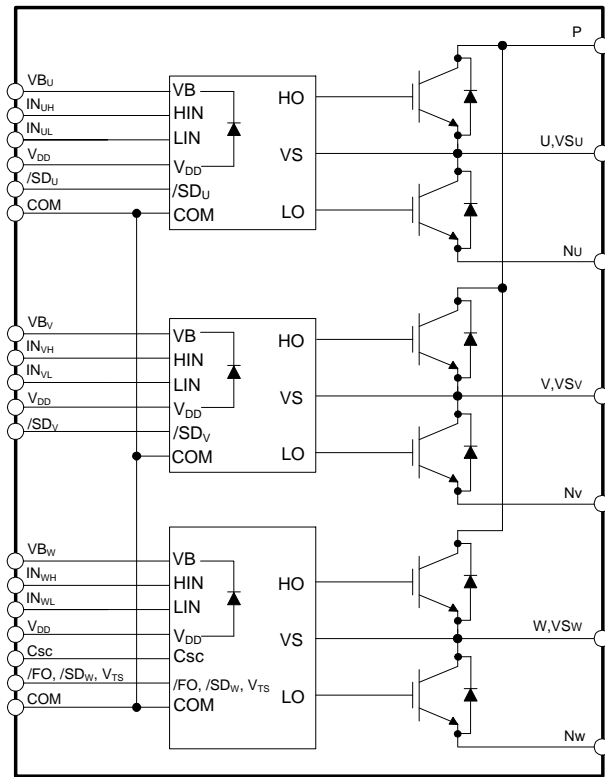 P
VBU
INUH
INUL
VDD
/SDU
COM
VB
HIN
LIN
VDD
/SDU
COM
HO
VS
LO
U,VSU
NU
VBV
INVH
INVL
VDD
/SDV
VB
HIN
LIN
VDD
/SDV
COM
HO
VS
LO
V,VSV
NV
VBW
INWH
INWL
VDD
Csc
/FO, /SDW, VTS
COM
VB
HIN
LIN
VDD
Csc
/FO, /SDW, VTS
COM
HO
VS
LO
W,VSW
NW